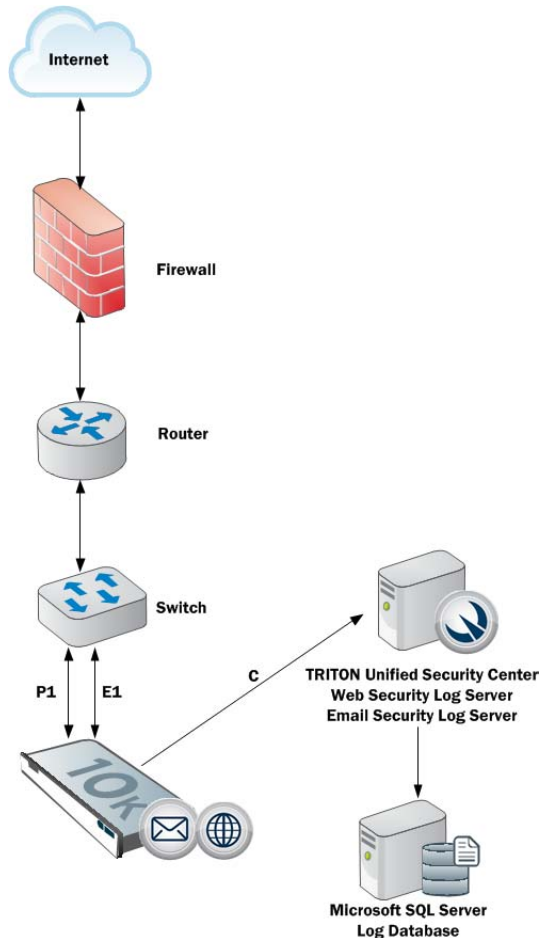 Internet
Firewall
Router
Switch
P1
E1
C
10K
TRITON Unified Security Center
Web Security Log Server
Email Security Log Server
Microsoft SQL Server
Log Database